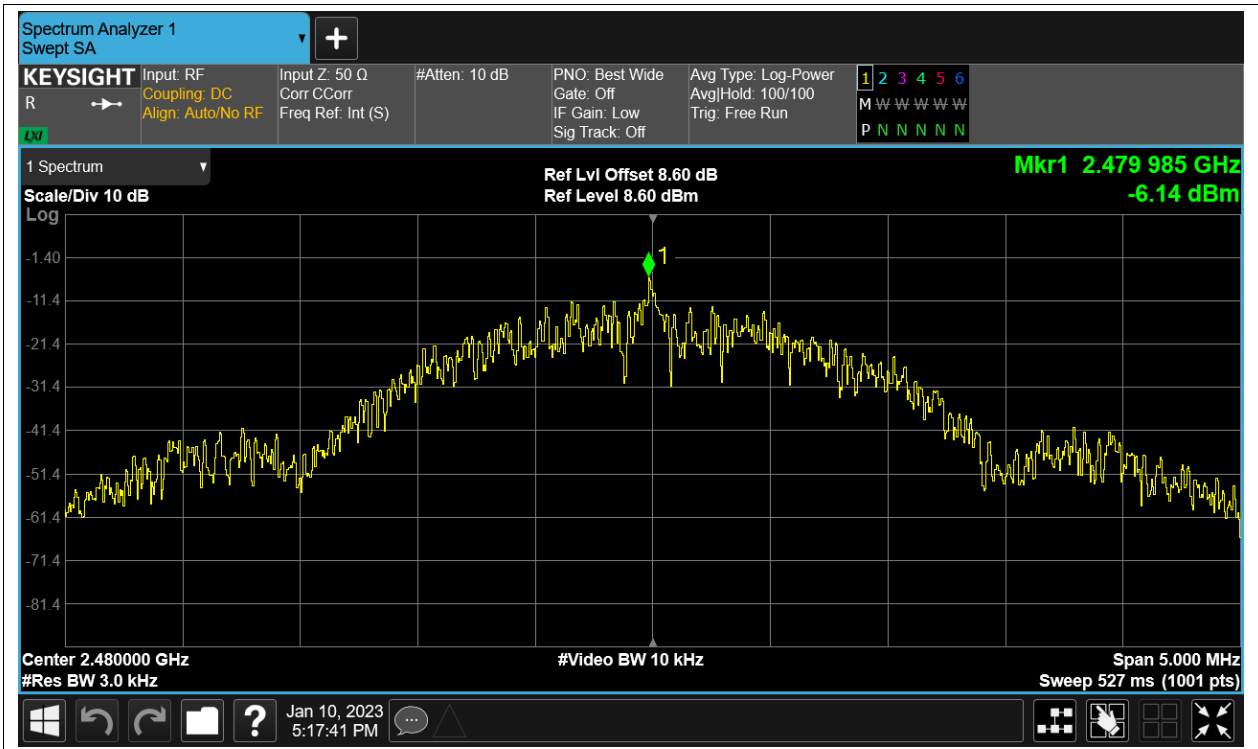 Spectrum Analyzer 1
Swept SA
KEYSIGHT
R
LXI
Input: RF
Coupling: DC
Align: Auto/No RF
Input Z: 50 Ω
Corr CCorr
Freq Ref: Int (S)
#Atten: 10 dB
PNO: Best Wide
Gate: Off
IF Gain: Low
Sig Track: Off
Avg Type: Log-Power
Avg|Hold: 100/100
Trig: Free Run
1 2 3 4 5 6
M W W W W W W
P N N N N N
1 Spectrum
Scale/Div 10 dB
Ref Lvl Offset 8.60 dB
Ref Level 8.60 dBm
Mkr1 2.479 985 GHz
-6.14 dBm
Log
1
-1.40
-11.4
-21.4
-31.4
-41.4
-51.4
-61.4
-71.4
-81.4
Center 2.480000 GHz
#Video BW 10 kHz
Span 5.000 MHz
#Res BW 3.0 kHz
Sweep 527 ms (1001 pts)
?
Jan 10, 2023
5:17:41 PM